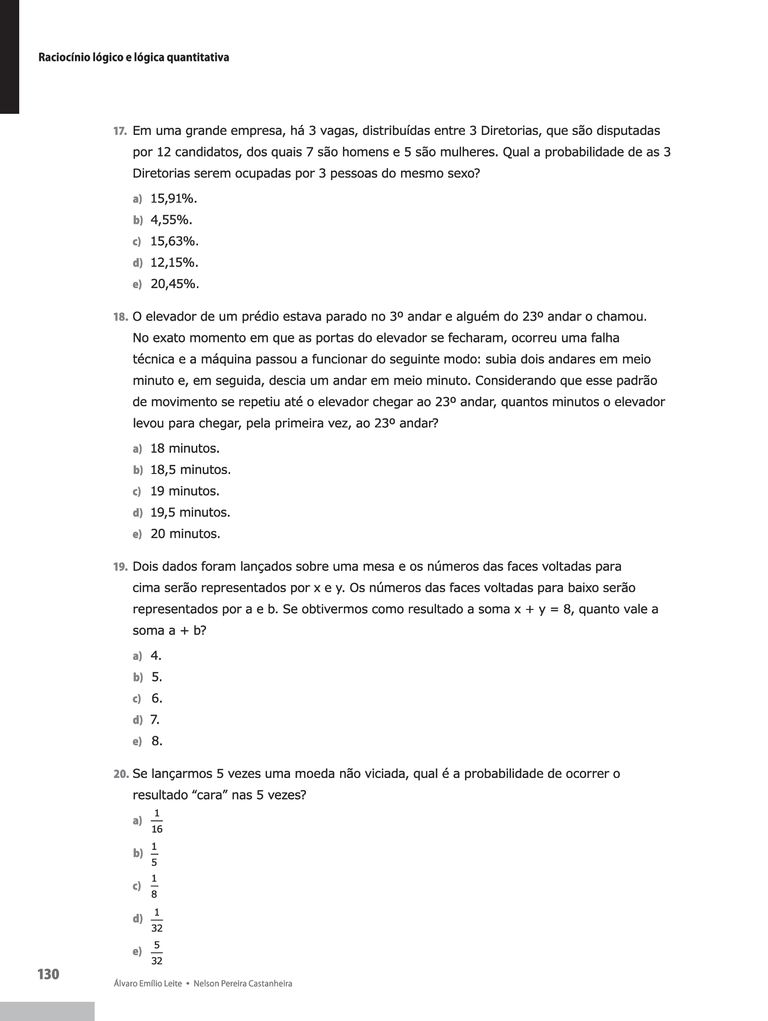 Raciocínio lógico e lógica quantitativa
17. Em uma grande empresa, há 3 vagas, distribuídas entre 3 Diretorias, que são disputadas
por 12 candidatos, dos quais 7 são homens e 5 são mulheres. Qual a probabilidade de as 3
Diretorias serem ocupadas por 3 pessoas do mesmo sexo?
a) 15,91%.
b) 4,55%.
c) 15,63%.
d) 12,15%.
e) 20,45%.
18. O elevador de um prédio estava parado no 3º andar e alguém do 23º andar o chamou.
No exato momento em que as portas do elevador se fecharam, ocorreu uma falha
técnica e a máquina passou a funcionar do seguinte modo: subia dois andares em meio
minuto e, em seguida, descia um andar em meio minuto. Considerando que esse padrão
de movimento se repetiu até o elevador chegar ao 23º andar, quantos minutos o elevador
levou para chegar, pela primeira vez, ao 23º andar?
a) 18 minutos.
b) 18,5 minutos.
c) 19 minutos.
d) 19,5 minutos.
e) 20 minutos.
19. Dois dados foram lançados sobre uma mesa e os números das faces voltadas para
cima serão representados por x e y. Os números das faces voltadas para baixo serão
representados por a e b. Se obtivermos como resultado a soma x + y = 8, quanto vale a
soma a + b?
a) 4.
b) 5.
c) 6.
d) 7.
e) 8.
20. Se lançarmos 5 vezes uma moeda não viciada, qual é a probabilidade de ocorrer o
resultado “cara” nas 5 vezes?
a) 1/16
b) 1/5
c) 1/8
d) 1/32
e) 5/32
130
Álvaro Emílio Leite • Nelson Pereira Castanheira